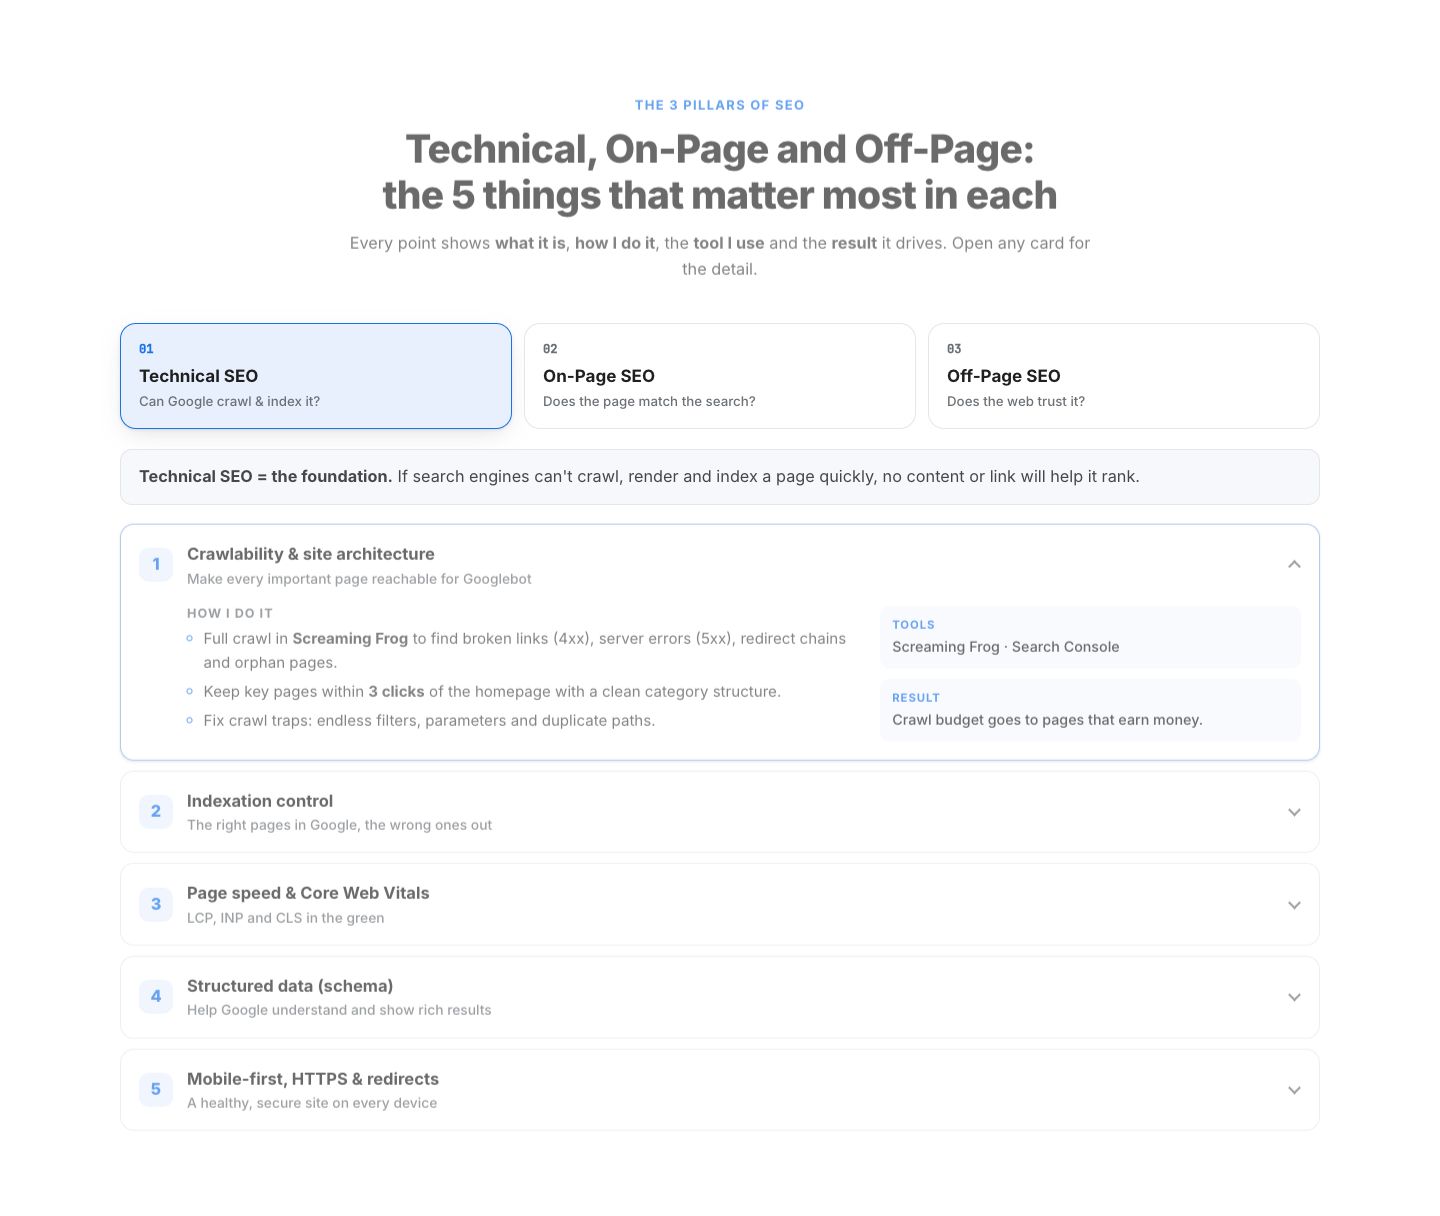 THE 3 PILLARS OF SEO
Technical, On-Page and Off-Page:
the 5 things that matter most in each
Every point shows what it is, how I do it, the tool I use and the result it drives. Open any card for
the detail.
01
Technical SEO
Can Google crawl & index it?
02
On-Page SEO
Does the page match the search?
03
Off-Page SEO
Does the web trust it?
Technical SEO = the foundation. If search engines can't crawl, render and index a page quickly, no content or link will help it rank.
1
Crawlability & site architecture
Make every important page reachable for Googlebot
HOW I DO IT
Full crawl in Screaming Frog to find broken links (4xx), server errors (5xx), redirect chains
and orphan pages.
Keep key pages within 3 clicks of the homepage with a clean category structure.
Fix crawl traps: endless filters, parameters and duplicate paths.
TOOLS
Screaming Frog · Search Console
RESULT
Crawl budget goes to pages that earn money.
2
Indexation control
The right pages in Google, the wrong ones out
3
Page speed & Core Web Vitals
LCP, INP and CLS in the green
4
Structured data (schema)
Help Google understand and show rich results
5
Mobile-first, HTTPS & redirects
A healthy, secure site on every device